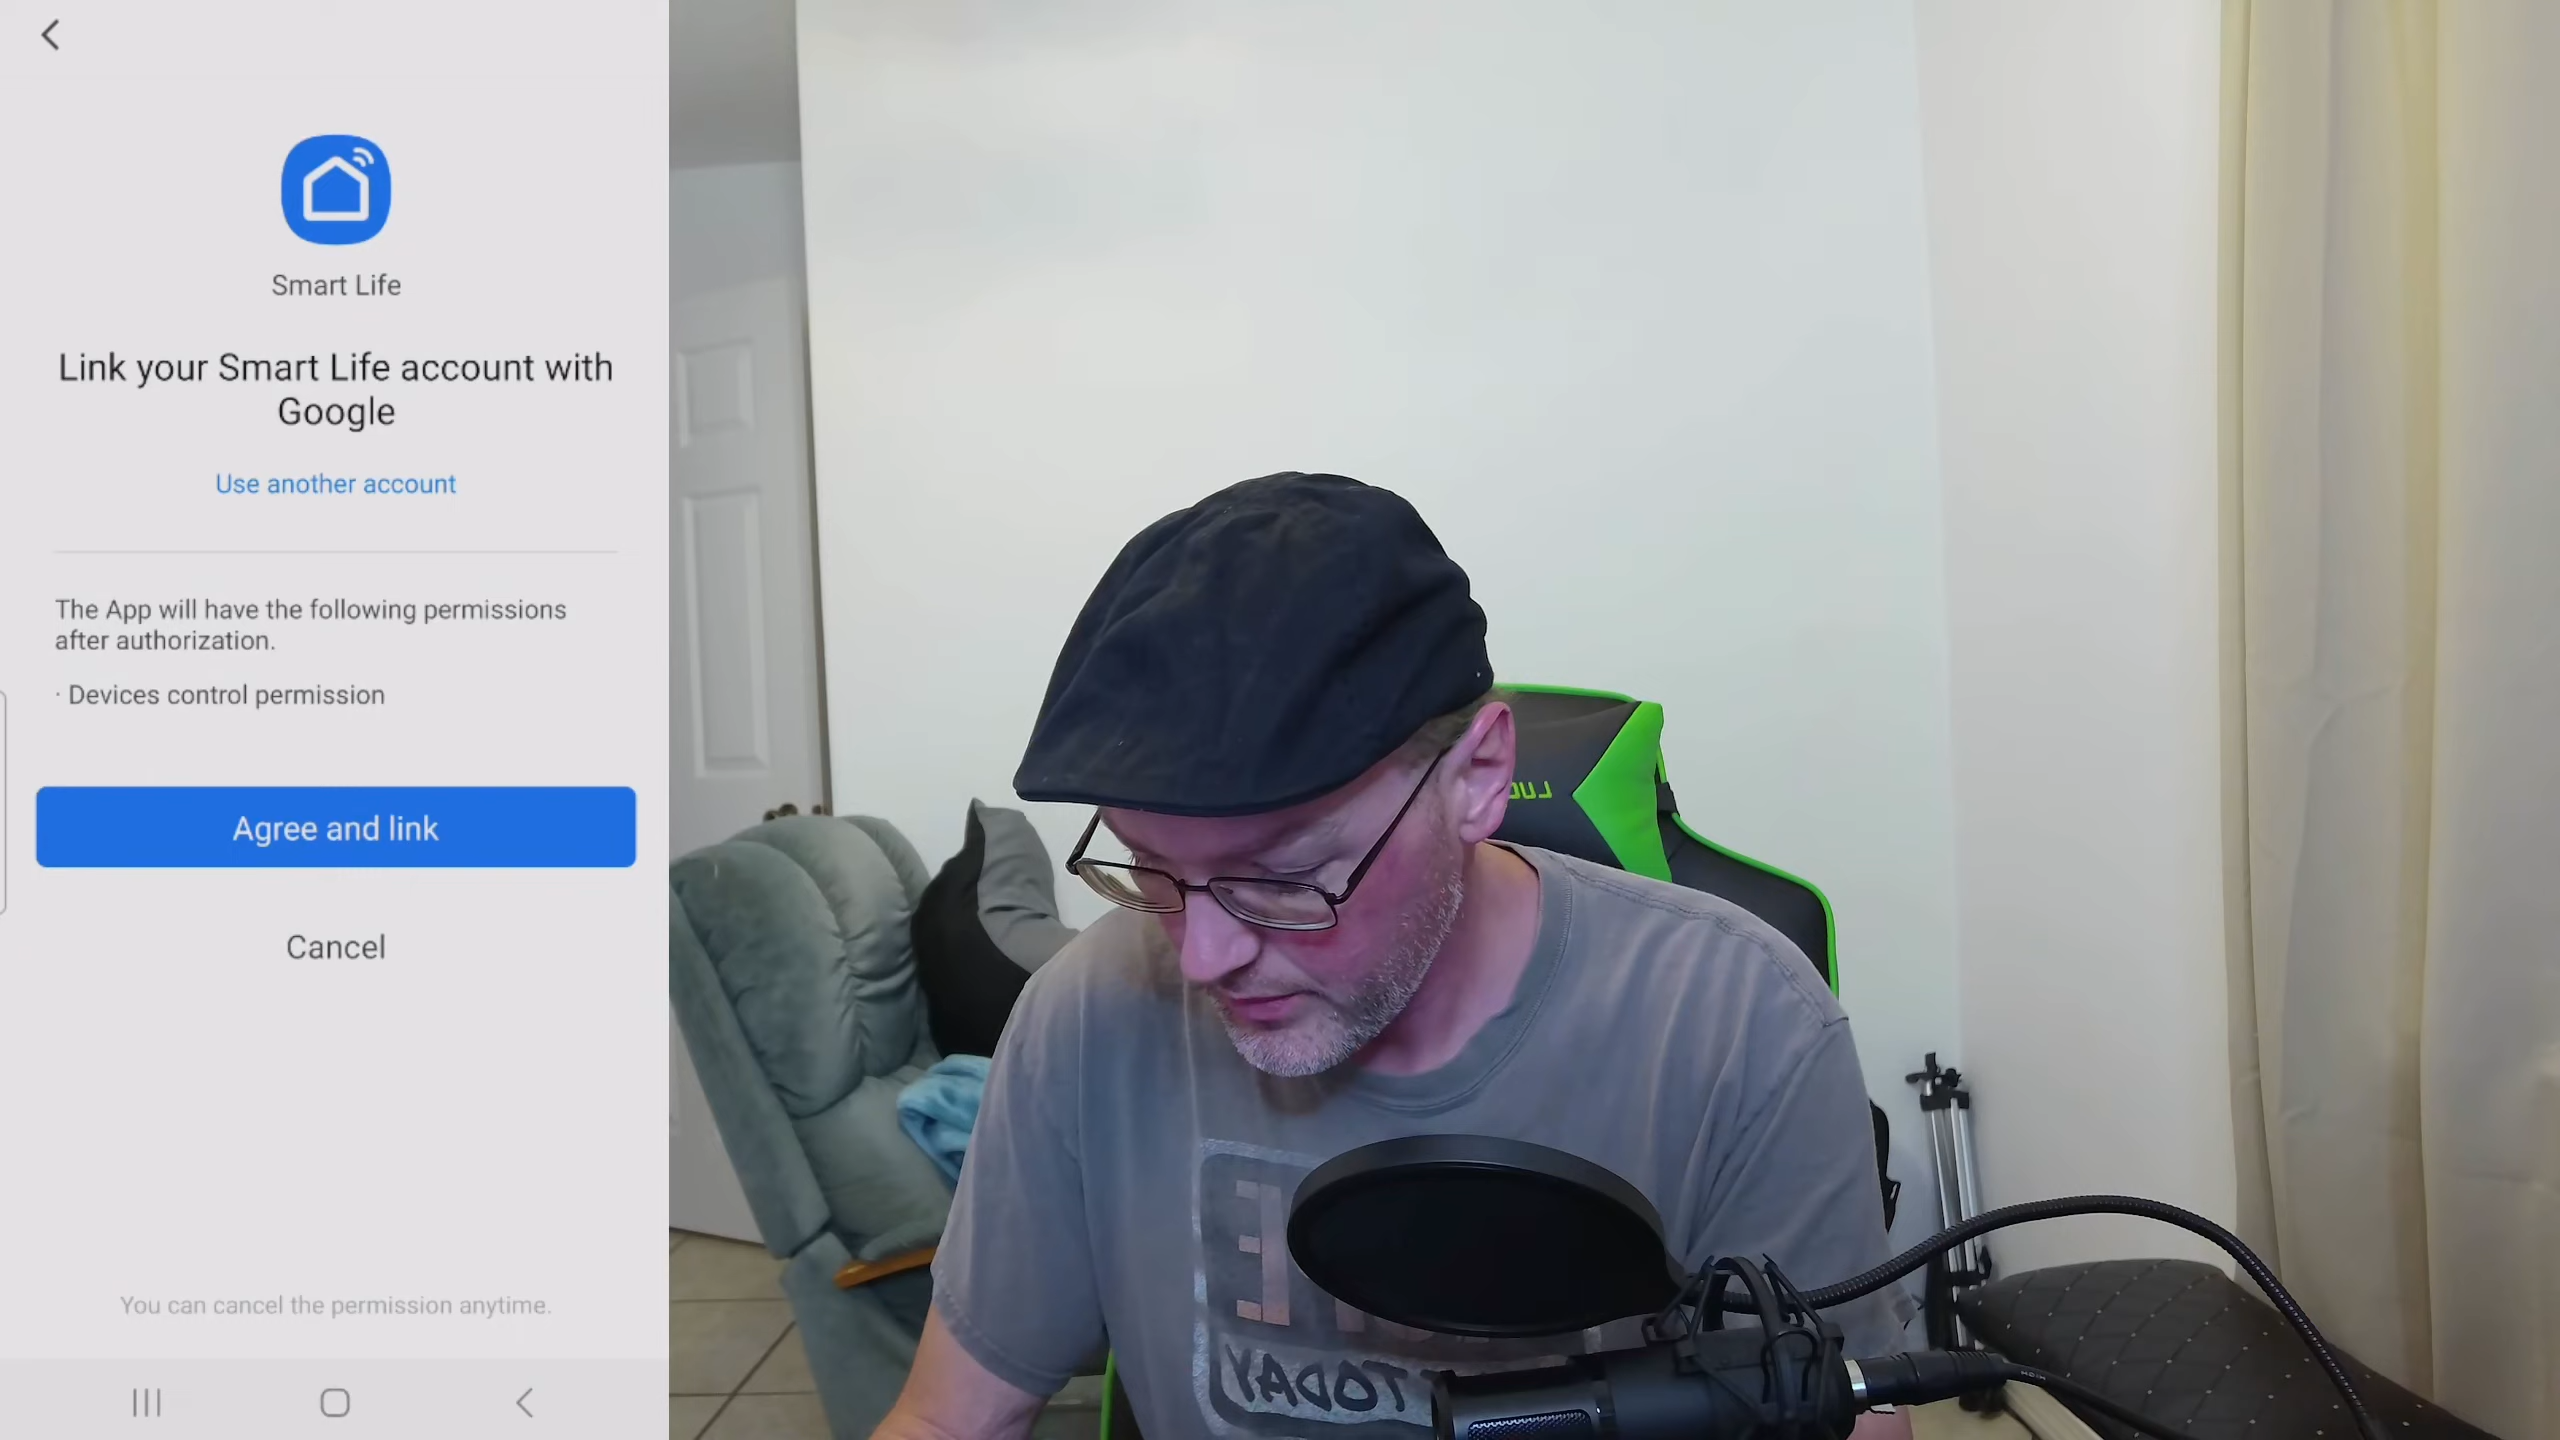 Smart Life
Link your Smart Life account with
Google
Use another account
The App will have the following permissions
after authorization.
· Devices control permission
Agree and link
Cancel
You can cancel the permission anytime.
TODAY